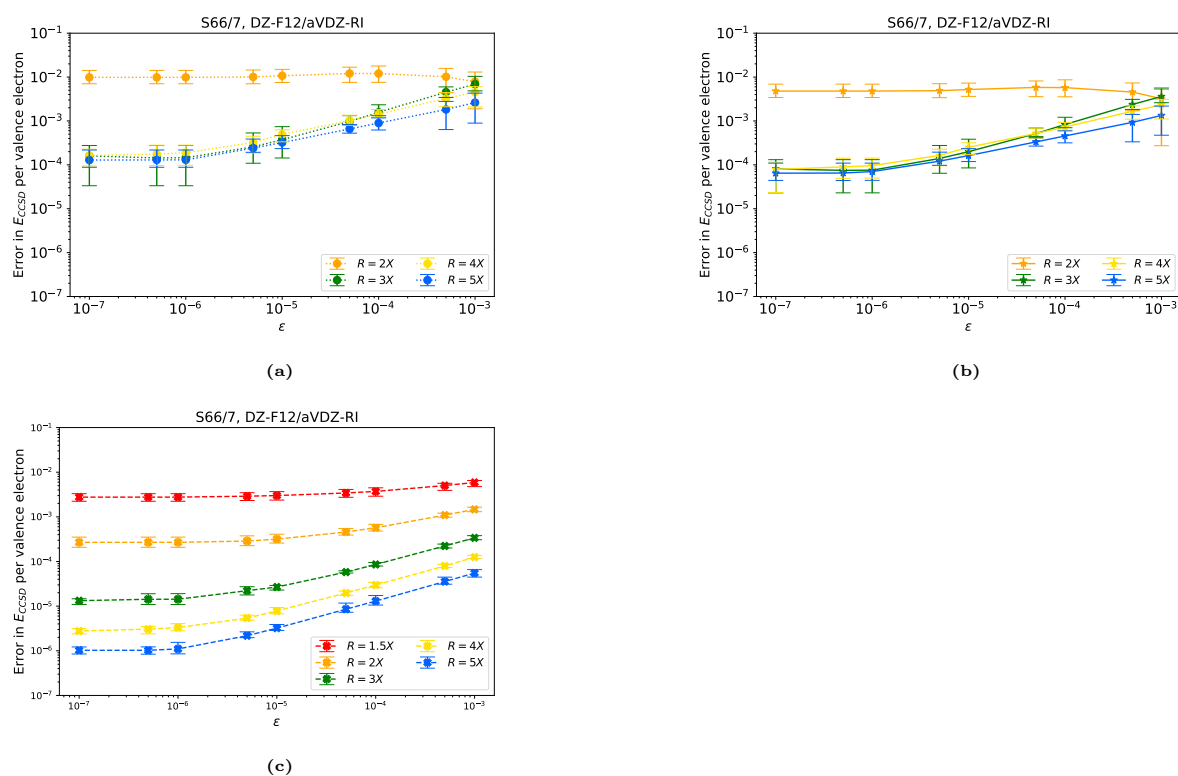 S66/7, DZ-F12/aVDZ-RI
Error in E_CCSD per valence electron
10⁻¹
10⁻²
10⁻³
10⁻⁴
10⁻⁵
10⁻⁶
10⁻⁷
R = 2X
R = 3X
R = 4X
R = 5X
10⁻⁷ 10⁻⁶ 10⁻⁵ 10⁻⁴ 10⁻³
ε
(a)
S66/7, DZ-F12/aVDZ-RI
Error in E_CCSD per valence electron
10⁻¹
10⁻²
10⁻³
10⁻⁴
10⁻⁵
10⁻⁶
10⁻⁷
R = 2X
R = 3X
R = 4X
R = 5X
10⁻⁷ 10⁻⁶ 10⁻⁵ 10⁻⁴ 10⁻³
ε
(b)
S66/7, DZ-F12/aVDZ-RI
Error in E_CCSD per valence electron
10⁻¹
10⁻²
10⁻³
10⁻⁴
10⁻⁵
10⁻⁶
10⁻⁷
R = 1.5X
R = 2X
R = 3X
R = 4X
R = 5X
10⁻⁷ 10⁻⁶ 10⁻⁵ 10⁻⁴ 10⁻³
ε
(c)